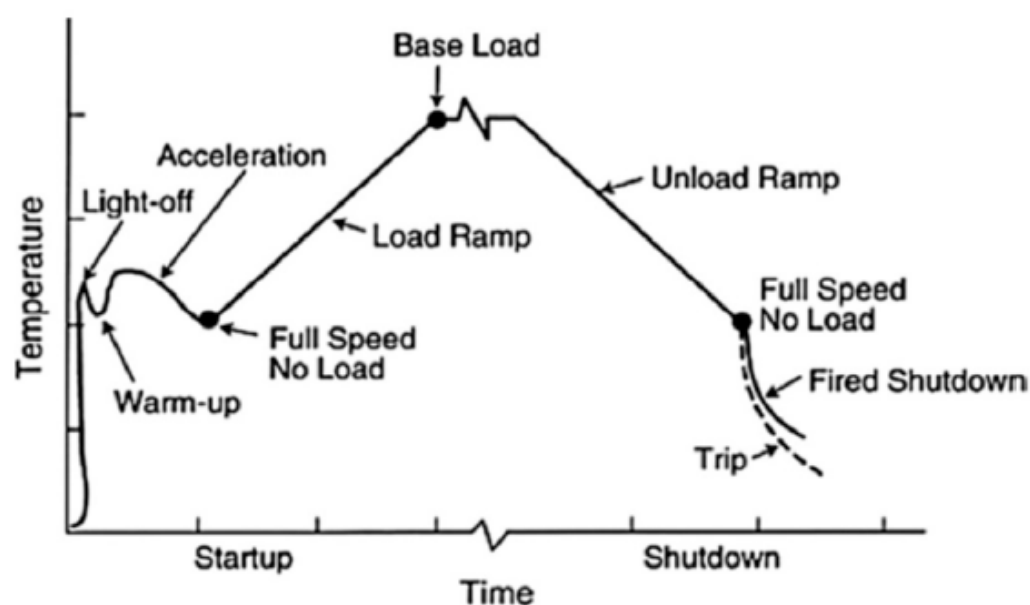 Base Load
Acceleration
Light-off
Unload Ramp
Load Ramp
Temperature
Full Speed
No Load
Full Speed
No Load
Warm-up
Fired Shutdown
Trip
Startup
Shutdown
Time